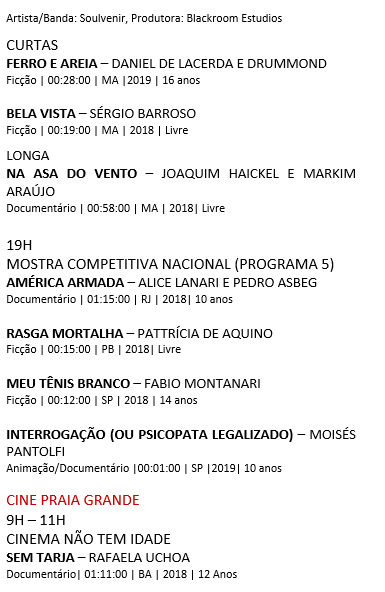 Artista/Banda: Soulvenir, Produtora: Blackroom Estudios
CURTAS
FERRO E AREIA – DANIEL DE LACERDA E DRUMMOND
Ficção | 00:28:00 | MA |2019 | 16 anos
BELA VISTA – SÉRGIO BARROSO
Ficção | 00:19:00 | MA | 2018 | Livre
LONGA
NA ASA DO VENTO – JOAQUIM HAICKEL E MARKIM
ARAÚJO
Documentário | 00:58:00 | MA | 2018| Livre
19H
MOSTRA COMPETITIVA NACIONAL (PROGRAMA 5)
AMÉRICA ARMADA – ALICE LANARI E PEDRO ASBEG
Documentário | 01:15:00 | RJ | 2018| 10 anos
RASGA MORTALHA – PATTRÍCIA DE AQUINO
Ficção | 00:15:00 | PB | 2018| Livre
MEU TÊNIS BRANCO – FABIO MONTANARI
Ficção | 00:12:00 | SP | 2018 | 14 anos
INTERROGAÇÃO (OU PSICOPATA LEGALIZADO) – MOISÉS
PANTOLFI
Animação/Documentário |00:01:00 | SP |2019| 10 anos
CINE PRAIA GRANDE
9H – 11H
CINEMA NÃO TEM IDADE
SEM TARJA – RAFAELA UCHOA
Documentário| 01:11:00 | BA | 2018 | 12 Anos